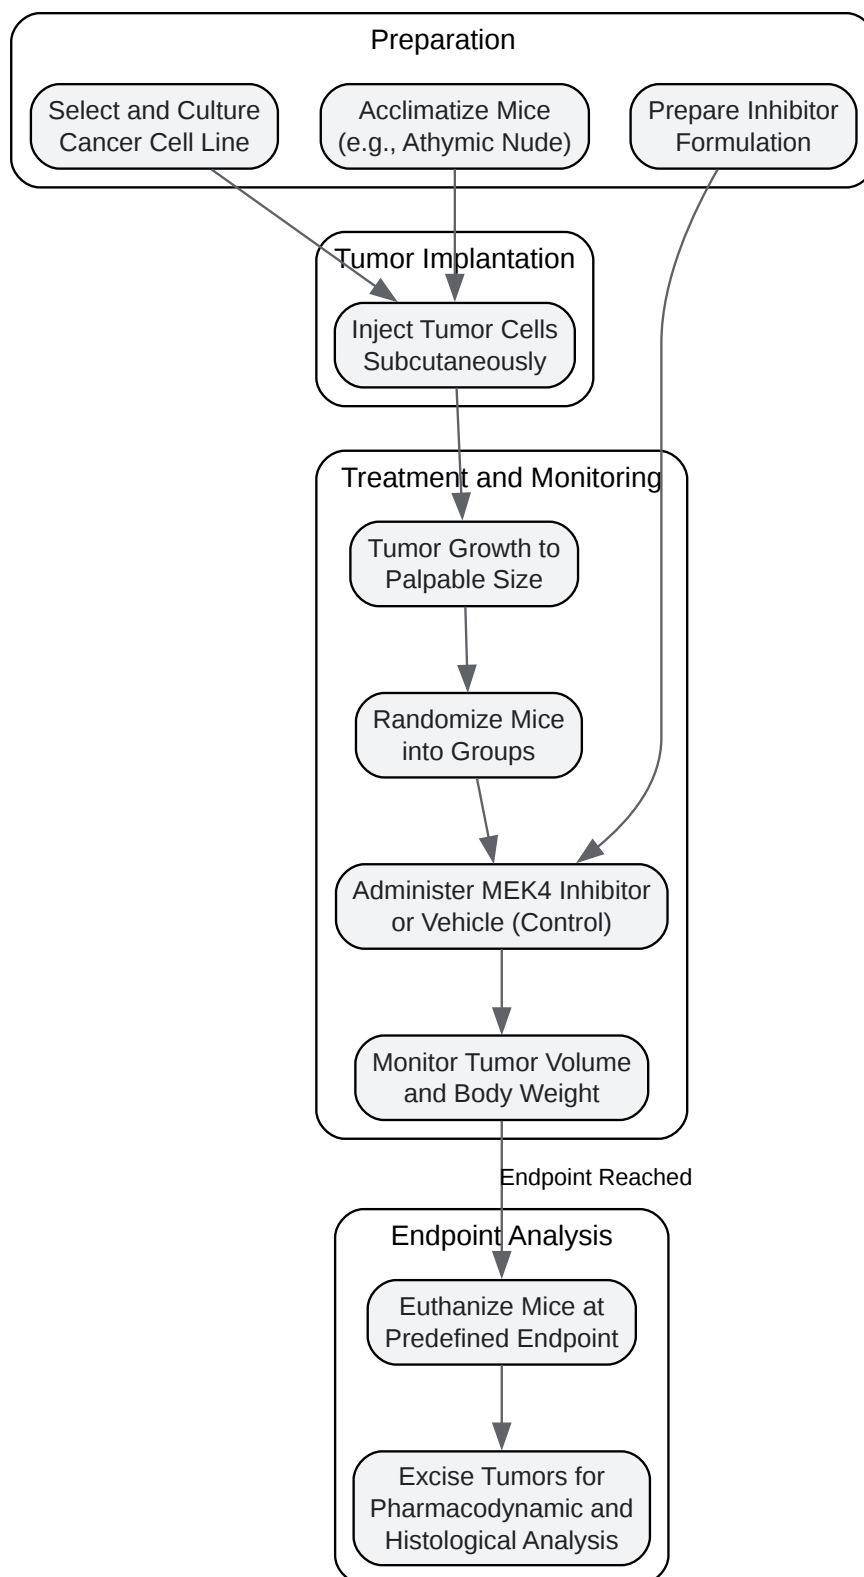 Preparation
Select and Culture
Cancer Cell Line
Acclimatize Mice
(e.g., Athymic Nude)
Prepare Inhibitor
Formulation
Tumor Implantation
Inject Tumor Cells
Subcutaneously
Treatment and Monitoring
Tumor Growth to
Palpable Size
Randomize Mice
into Groups
Administer MEK4 Inhibitor
or Vehicle (Control)
Monitor Tumor Volume
and Body Weight
Endpoint Reached
Endpoint Analysis
Euthanize Mice at
Predefined Endpoint
Excise Tumors for
Pharmacodynamic and
Histological Analysis